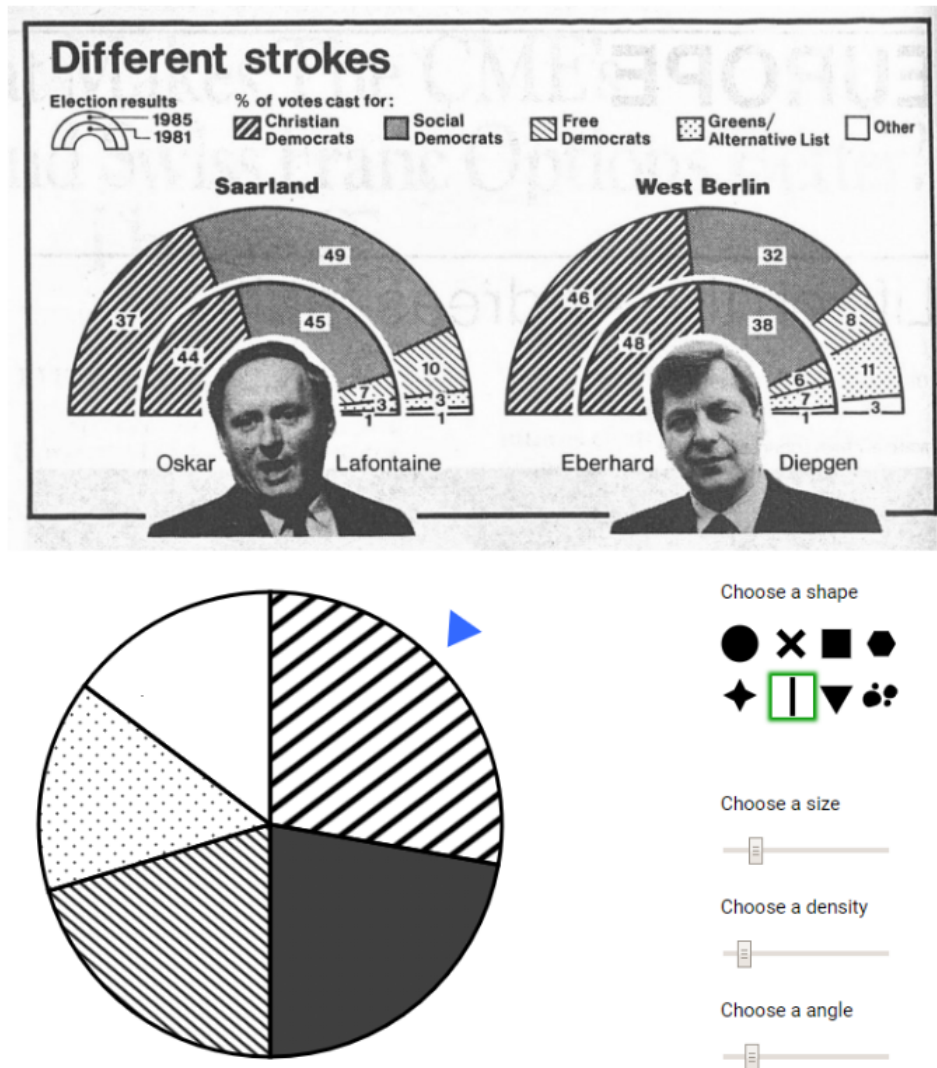 Different strokes
Election results
1985
1981
% of votes cast for:
Christian Democrats
Social Democrats
Free Democrats
Greens/ Alternative List
Other
Saarland
37
49
10
3
1
44
45
7
3
1
Oskar Lafontaine
West Berlin
46
32
8
11
3
48
38
6
7
1
Eberhard Diepgen
EUROPE
Choose a shape
Choose a size
Choose a density
Choose a angle